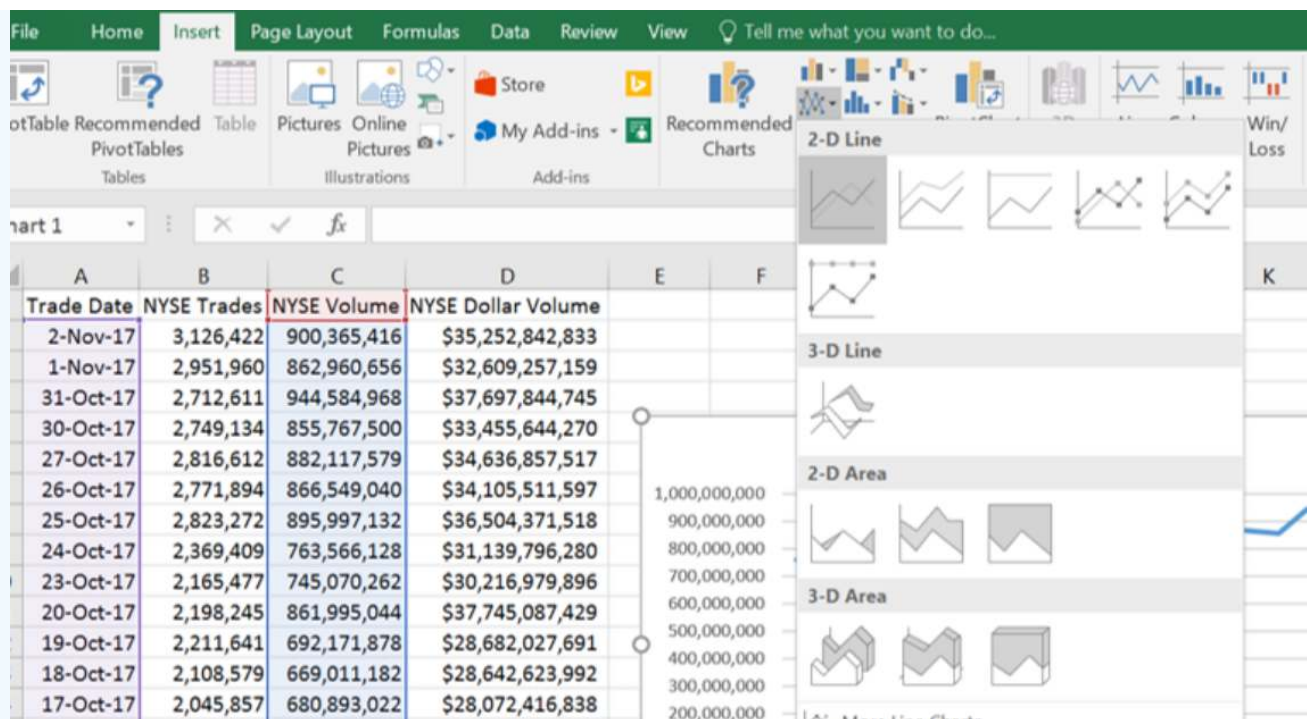 File Home Insert Page Layout Formulas Data Review View Tell me what you want to do...
otTable Recommended PivotTables Table Pictures Online Pictures Store My Add-ins Recommended Charts Win/ Loss
Tables Illustrations Add-ins
2-D Line
hart 1 fx
3-D Line
2-D Area
3-D Area
A B C D E F K
Trade Date NYSE Trades NYSE Volume NYSE Dollar Volume
2-Nov-17 3,126,422 900,365,416 $35,252,842,833
1-Nov-17 2,951,960 862,960,656 $32,609,257,159
31-Oct-17 2,712,611 944,584,968 $37,697,844,745
30-Oct-17 2,749,134 855,767,500 $33,455,644,270
27-Oct-17 2,816,612 882,117,579 $34,636,857,517
26-Oct-17 2,771,894 866,549,040 $34,105,511,597
25-Oct-17 2,823,272 895,997,132 $36,504,371,518
24-Oct-17 2,369,409 763,566,128 $31,139,796,280
23-Oct-17 2,165,477 745,070,262 $30,216,979,896
20-Oct-17 2,198,245 861,995,044 $37,745,087,429
19-Oct-17 2,211,641 692,171,878 $28,682,027,691
18-Oct-17 2,108,579 669,011,182 $28,642,623,992
17-Oct-17 2,045,857 680,893,022 $28,072,416,838
1,000,000,000
900,000,000
800,000,000
700,000,000
600,000,000
500,000,000
400,000,000
300,000,000
200,000,000